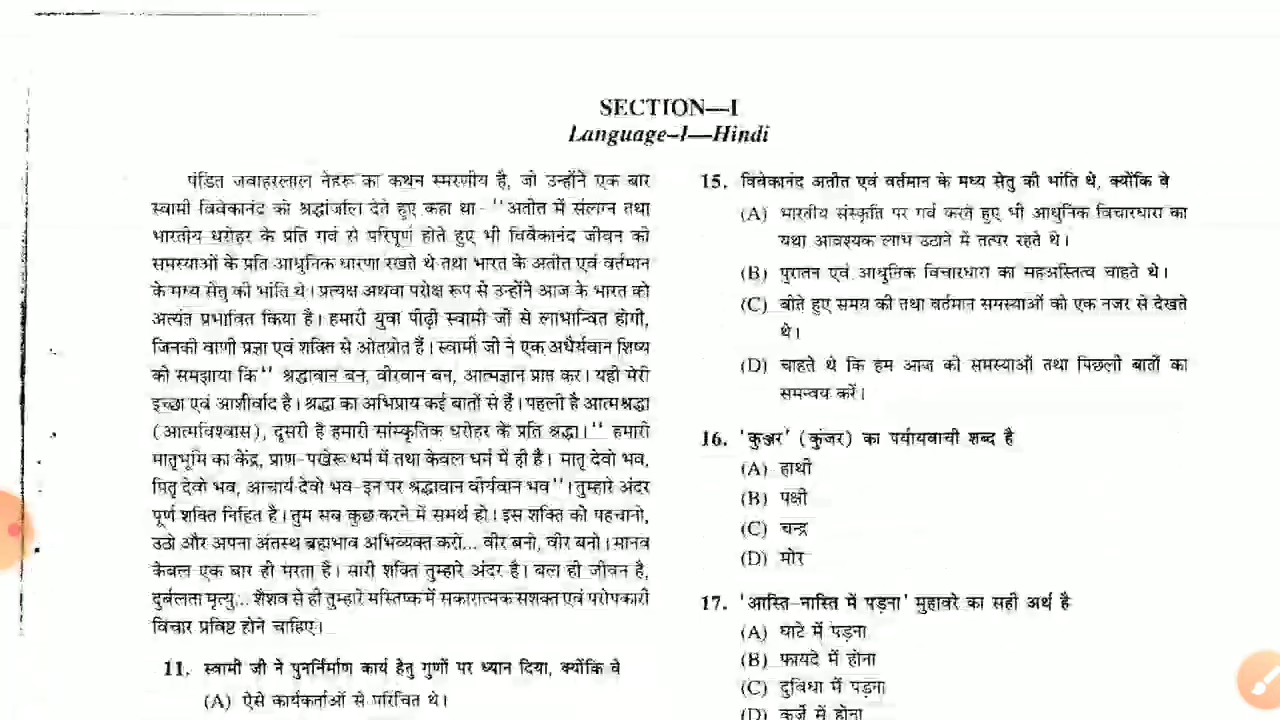 SECTION—I
Language–I—Hindi
पंडित जवाहरलाल नेहरू का कथन स्मरणीय है, जो उन्होंने एक बार
स्वामी विवेकानंद को श्रद्धांजलि देते हुए कहा था- "अतीत में संलग्न तथा
भारतीय धरोहर के प्रति गर्व से परिपूर्ण होते हुए भी विवेकानंद जीवन की
समस्याओं के प्रति आधुनिक धारणा रखते थे तथा भारत के अतीत एवं वर्तमान
के मध्य सेतु की भांति थे। प्रत्यक्ष अथवा परोक्ष रूप से उन्होंने आज के भारत को
अत्यंत प्रभावित किया है। हमारी युवा पीढ़ी स्वामी जी से लाभान्वित होगी,
जिनकी वाणी प्रज्ञा एवं शक्ति से ओतप्रोत हैं। स्वामी जी ने एक अधैर्यवान शिष्य
को समझाया कि" श्रद्धावान बन, वीरवान बन, आत्मज्ञान प्राप्त कर। यही मेरी
इच्छा एवं आशीर्वाद है। श्रद्धा का अभिप्राय कई बातों से हैं। पहली है आत्मश्रद्धा
(आत्मविश्वास), दूसरी है हमारी सांस्कृतिक धरोहर के प्रति श्रद्धा।" हमारी
मातृभूमि का केंद्र, प्राण-पखेरू धर्म में तथा केवल धर्म में ही है। मातृ देवो भव,
पितृ देवो भव, आचार्य देवो भव-इन पर श्रद्धावान वीर्यवान भव"। तुम्हारे अंदर
पूर्ण शक्ति निहित है। तुम सब कुछ करने में समर्थ हो। इस शक्ति को पहचानो,
उठो और अपना अंतस्थ ब्रह्मभाव अभिव्यक्त करो... वीर बनो, वीर बनो। मानव
केवल एक बार ही मरता है। सारी शक्ति तुम्हारे अंदर है। बल ही जीवन है,
दुर्बलता मृत्यु... शैशव से ही तुम्हारे मस्तिष्क में सकारात्मक सशक्त एवं परोपकारी
विचार प्रविष्ट होने चाहिए।
11. स्वामी जी ने पुनर्निर्माण कार्य हेतु गुणों पर ध्यान दिया, क्योंकि वे
(A) ऐसे कार्यकर्ताओं से परिचित थे।
15. विवेकानंद अतीत एवं वर्तमान के मध्य सेतु की भांति थे, क्योंकि वे
(A) भारतीय संस्कृति पर गर्व करते हुए भी आधुनिक विचारधारा का
यथा आवश्यक लाभ उठाने में तत्पर रहते थे।
(B) पुरातन एवं आधुनिक विचारधारा का सहअस्तित्व चाहते थे।
(C) बीते हुए समय की तथा वर्तमान समस्याओं को एक नजर से देखते
थे।
(D) चाहते थे कि हम आज की समस्याओं तथा पिछली बातों का
समन्वय करें।
16. 'कुञ्जर' (कुंजर) का पर्यायवाची शब्द है
(A) हाथी
(B) पक्षी
(C) चन्द्र
(D) मोर
17. 'आस्ति-नास्ति में पड़ना' मुहावरे का सही अर्थ है
(A) घाटे में पड़ना
(B) फायदे में होना
(C) दुविधा में पड़ना
(D) कर्जे में होना